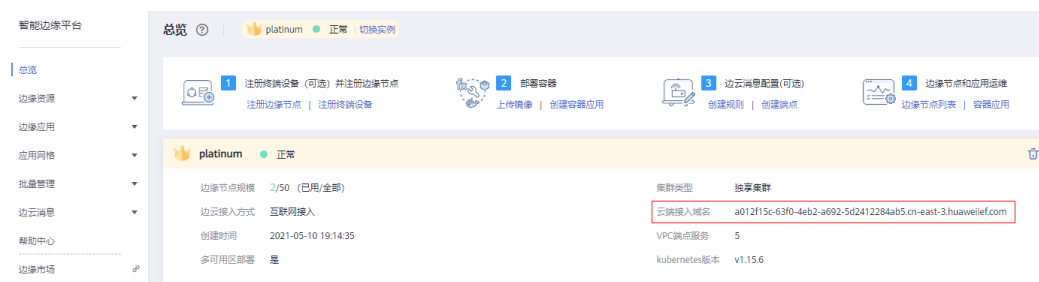 智能边缘平台
总览
边缘资源
边缘应用
应用网格
批量管理
边云消息
帮助中心
边缘市场
总览 platinum 正常 切换实例
1 注册终端设备（可选）并注册边缘节点
注册边缘节点 | 注册终端设备
2 部署容器
上传镜像 | 创建容器应用
3 边云消息配置(可选)
创建规则 | 创建端点
4 边缘节点和应用运维
边缘节点列表 | 容器应用
platinum 正常
边缘节点规模 2/50 （已用/全部）
集群类型 独享集群
边云接入方式 互联网接入
云端接入域名 a012f15c-63f0-4eb2-a692-5d2412284ab5.cn-east-3.huaweiief.com
创建时间 2021-05-10 19:14:35
VPC端点服务 5
多可用区部署 是
kubernetes版本 v1.15.6